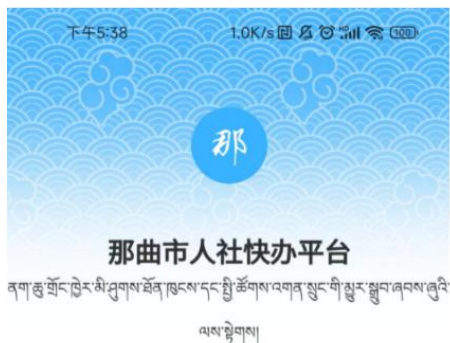 下午5:38 1.0K/s 100
那
那曲市人社快办平台
ནག་ཆུ་གྲོང་ཁྱེར་མི་ཤུགས་ཐོན་ཁུངས་དང་སྤྱི་ཚོགས་འགན་སྲུང་གི་མྱུར་སྒྲུབ་ཞབས་ཞུའི་
ལས་སྟེགས།